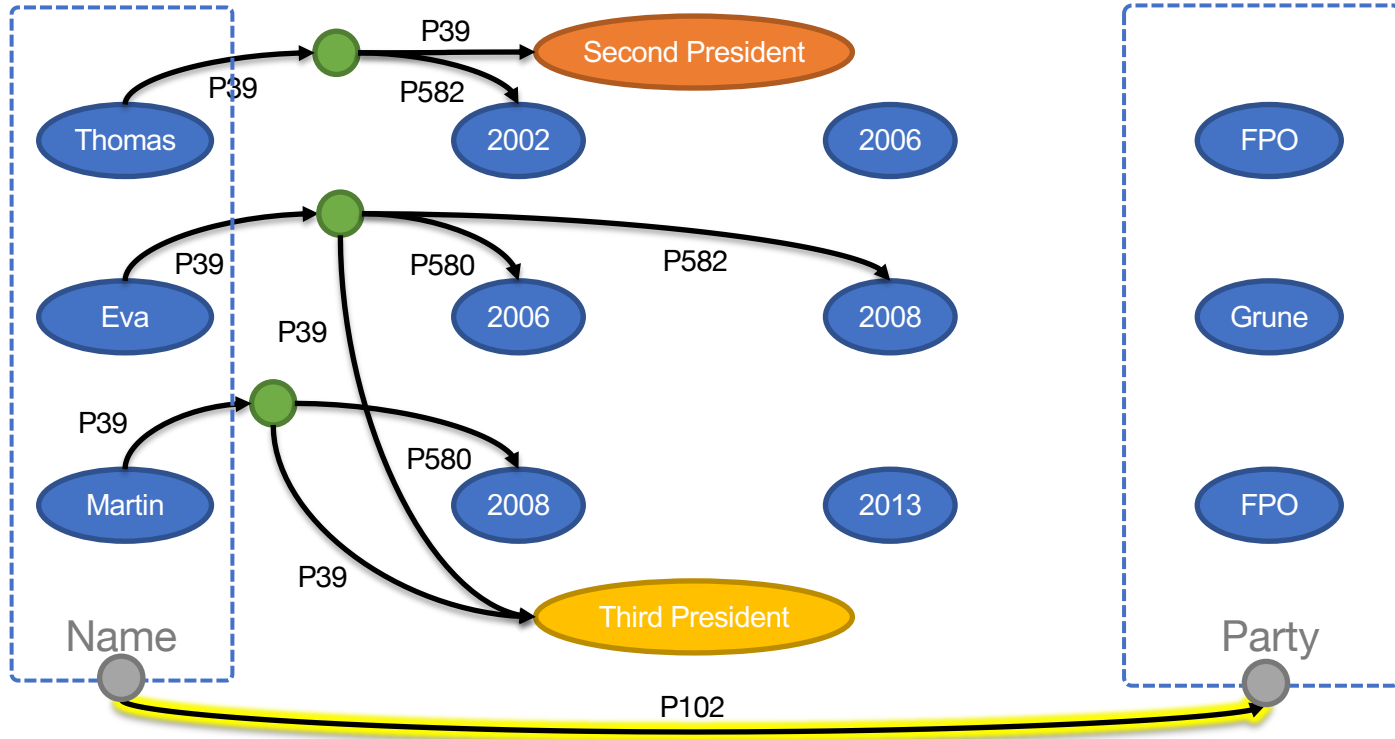 P39
Second President
P39
P582
Thomas
2002
2006
FPO
P39
P580
P582
Eva
2006
2008
Grune
P39
P39
P580
Martin
2008
2013
FPO
P39
Third President
Name
Party
P102